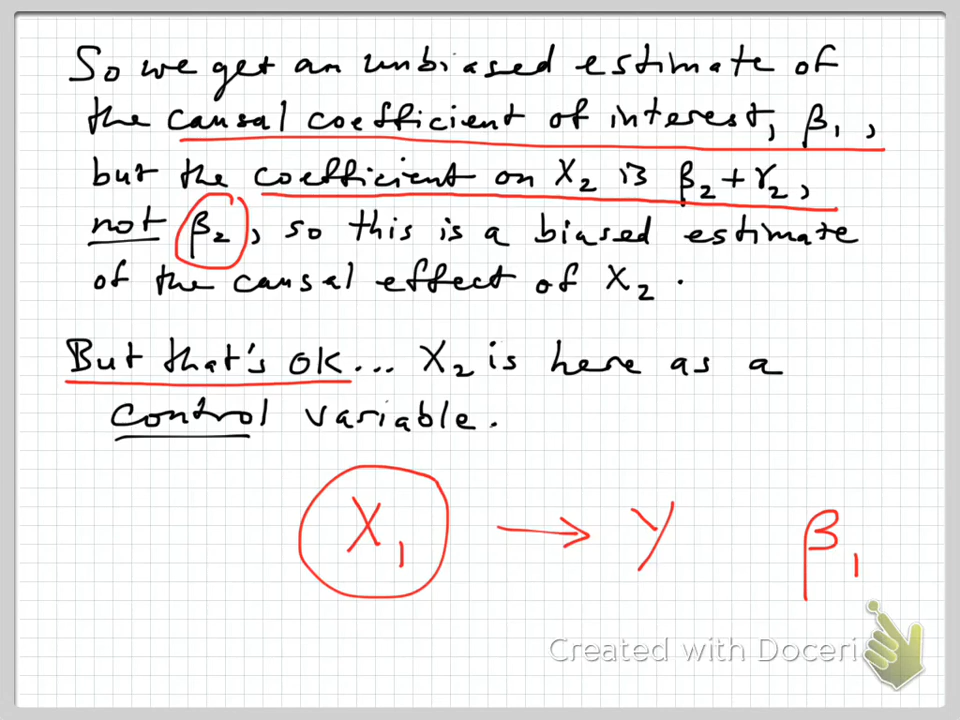 So we get an unbiased estimate of
the causal coefficient of interest, β₁,
but the coefficient on X₂ is β₂+γ₂,
not β₂, so this is a biased estimate
of the causal effect of X₂.
But that's OK... X₂ is here as a
control variable.
X₁ → Y β₁
Created with Doceri